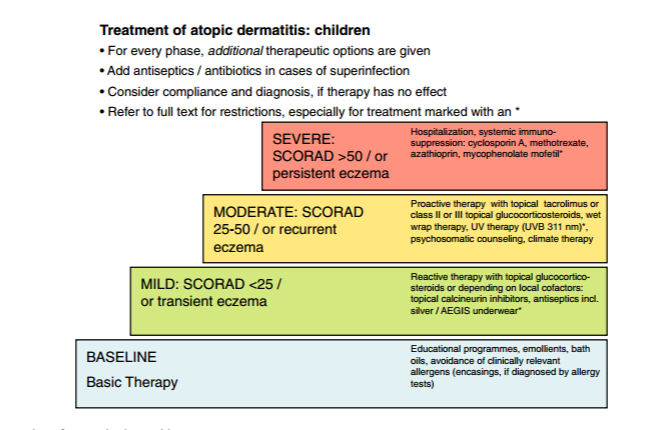 Treatment of atopic dermatitis: children
• For every phase, additional therapeutic options are given
• Add antiseptics / antibiotics in cases of superinfection
• Consider compliance and diagnosis, if therapy has no effect
• Refer to full text for restrictions, especially for treatment marked with an *
SEVERE:
SCORAD >50 / or
persistent eczema
Hospitalization, systemic immuno-
suppression: cyclosporin A, methotrexate,
azathioprin, mycophenolate mofetil*
MODERATE: SCORAD
25-50 / or recurrent
eczema
Proactive therapy with topical tacrolimus or
class II or III topical glucocorticosteroids, wet
wrap therapy, UV therapy (UVB 311 nm)*,
psychosomatic counseling, climate therapy
MILD: SCORAD <25 /
or transient eczema
Reactive therapy with topical glucocortico-
steroids or depending on local cofactors:
topical calcineurin inhibitors, antiseptics incl.
silver / AEGIS underwear*
BASELINE
Basic Therapy
Educational programmes, emollients, bath
oils, avoidance of clinically relevant
allergens (encasings, if diagnosed by allergy
tests)